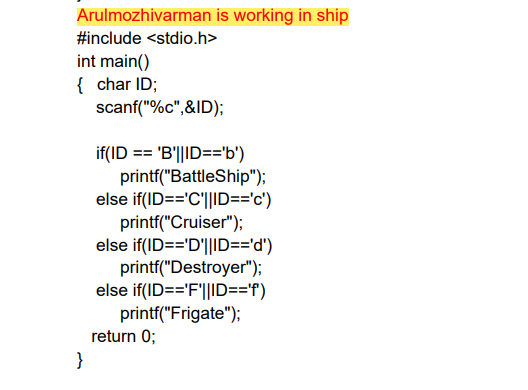 }
Arulmozhivarman is working in ship
#include <stdio.h>
int main()
{ char ID;
scanf("%c",&ID);
if(ID == 'B'||ID=='b')
printf("BattleShip");
else if(ID=='C'||ID=='c')
printf("Cruiser");
else if(ID=='D'||ID=='d')
printf("Destroyer");
else if(ID=='F'||ID=='f')
printf("Frigate");
return 0;
}